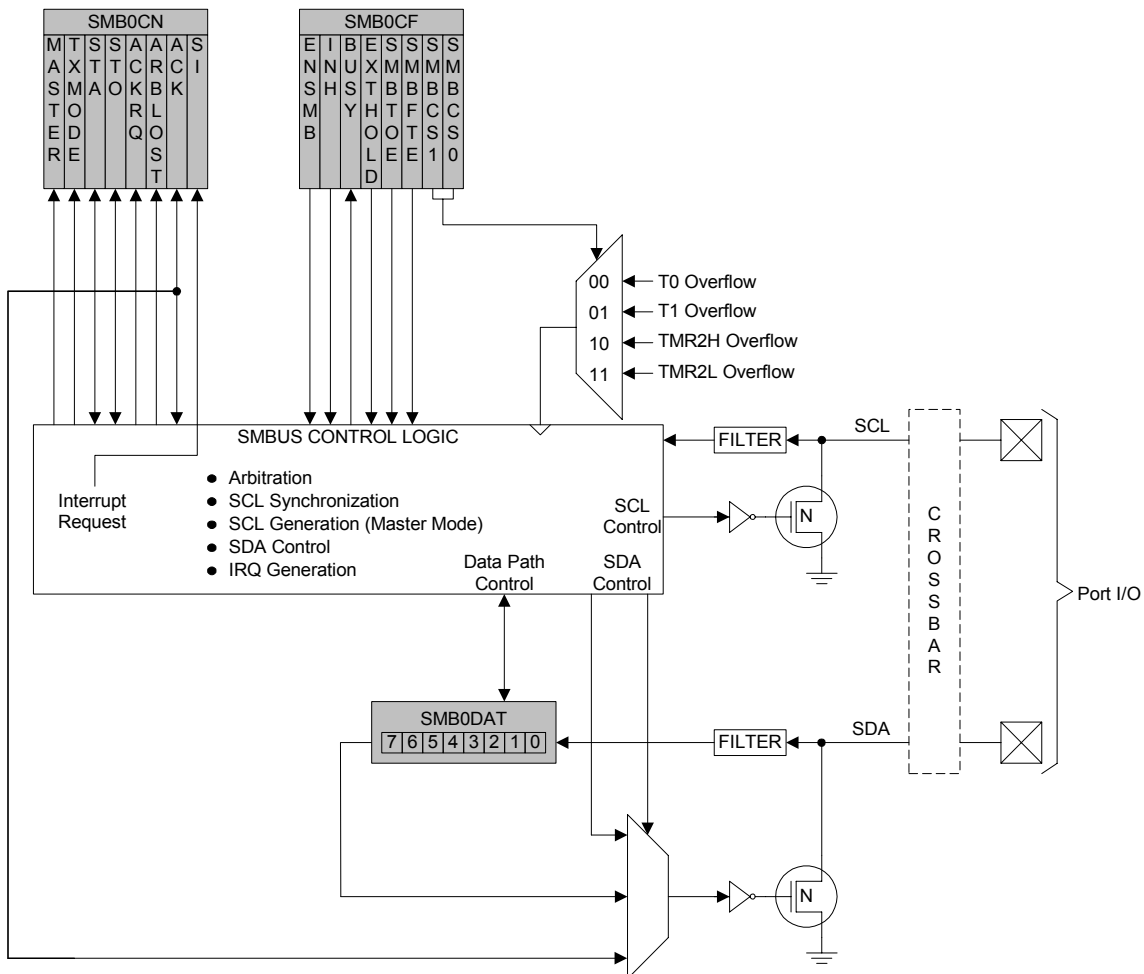 SMB0CN
MASTER
TXMODE
STA
STO
ACKRQ
ARBLOST
ACK
SI
SMB0CF
ENSMB
INH
BUSY
EXTHOLD
SMBTOE
SMBFTE
SMBCS1
SMBCS0
00
T0 Overflow
01
T1 Overflow
10
TMR2H Overflow
11
TMR2L Overflow
SMBUS CONTROL LOGIC
● Arbitration
● SCL Synchronization
● SCL Generation (Master Mode)
● SDA Control
● IRQ Generation
Interrupt
Request
Data Path
Control
SCL
Control
SDA
Control
FILTER
SCL
N
CROSSBAR
Port I/O
SMB0DAT
7 6 5 4 3 2 1 0
FILTER
SDA
N